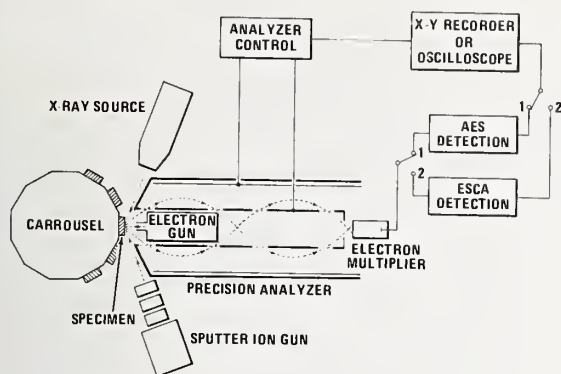 ANALYZER
CONTROL
X-Y RECORDER
OR
OSCILLOSCOPE
X-RAY SOURCE
1
2
AES
DETECTION
1
2
ESCA
DETECTION
CARROUSEL
ELECTRON
GUN
ELECTRON
MULTIPLIER
PRECISION ANALYZER
SPECIMEN
SPUTTER ION GUN